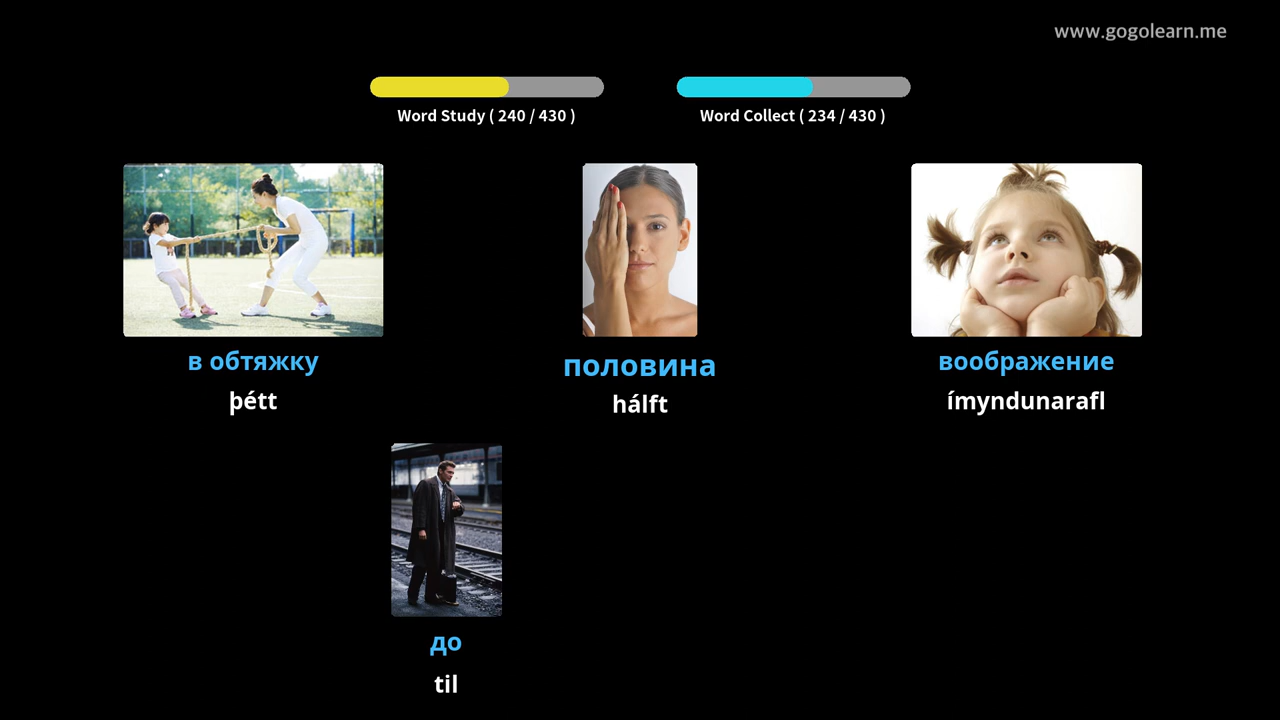 www.gogolearn.me
Word Study ( 240 / 430 )
Word Collect ( 234 / 430 )
в обтяжку
þétt
половина
hálft
воображение
ímyndunarafl
до
til